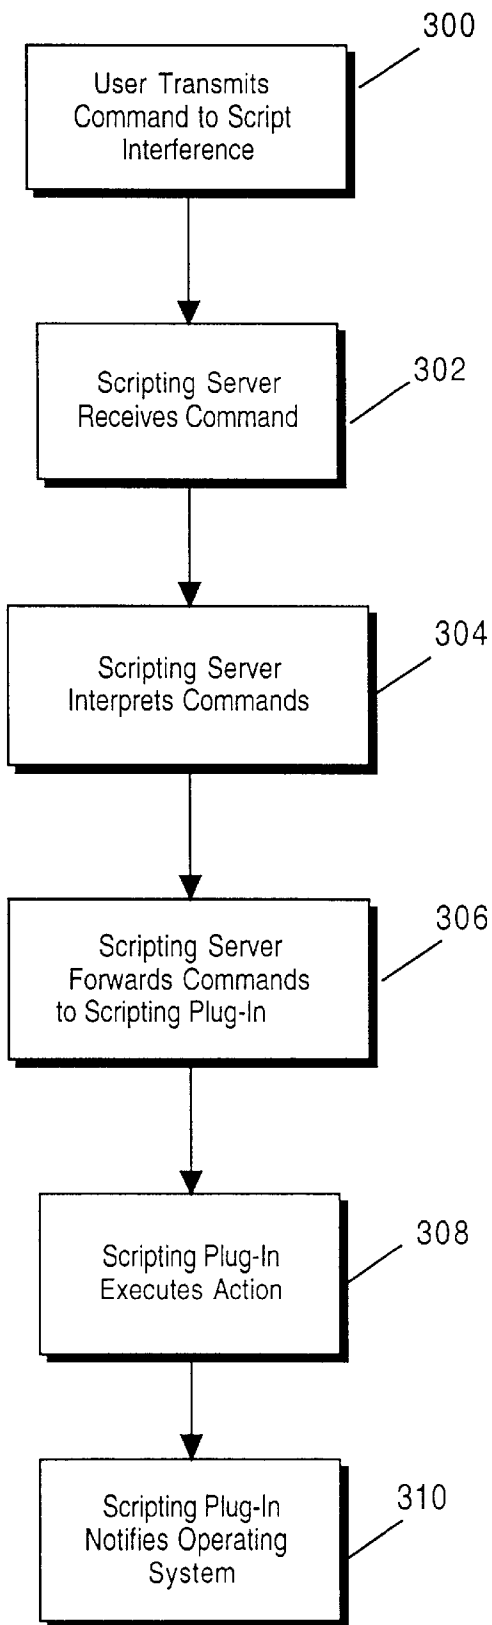 300
User Transmits
Command to Script
Interference
302
Scripting Server
Receives Command
304
Scripting Server
Interprets Commands
306
Scripting Server
Forwards Commands
to Scripting Plug-In
308
Scripting Plug-In
Executes Action
310
Scripting Plug-In
Notifies Operating
System